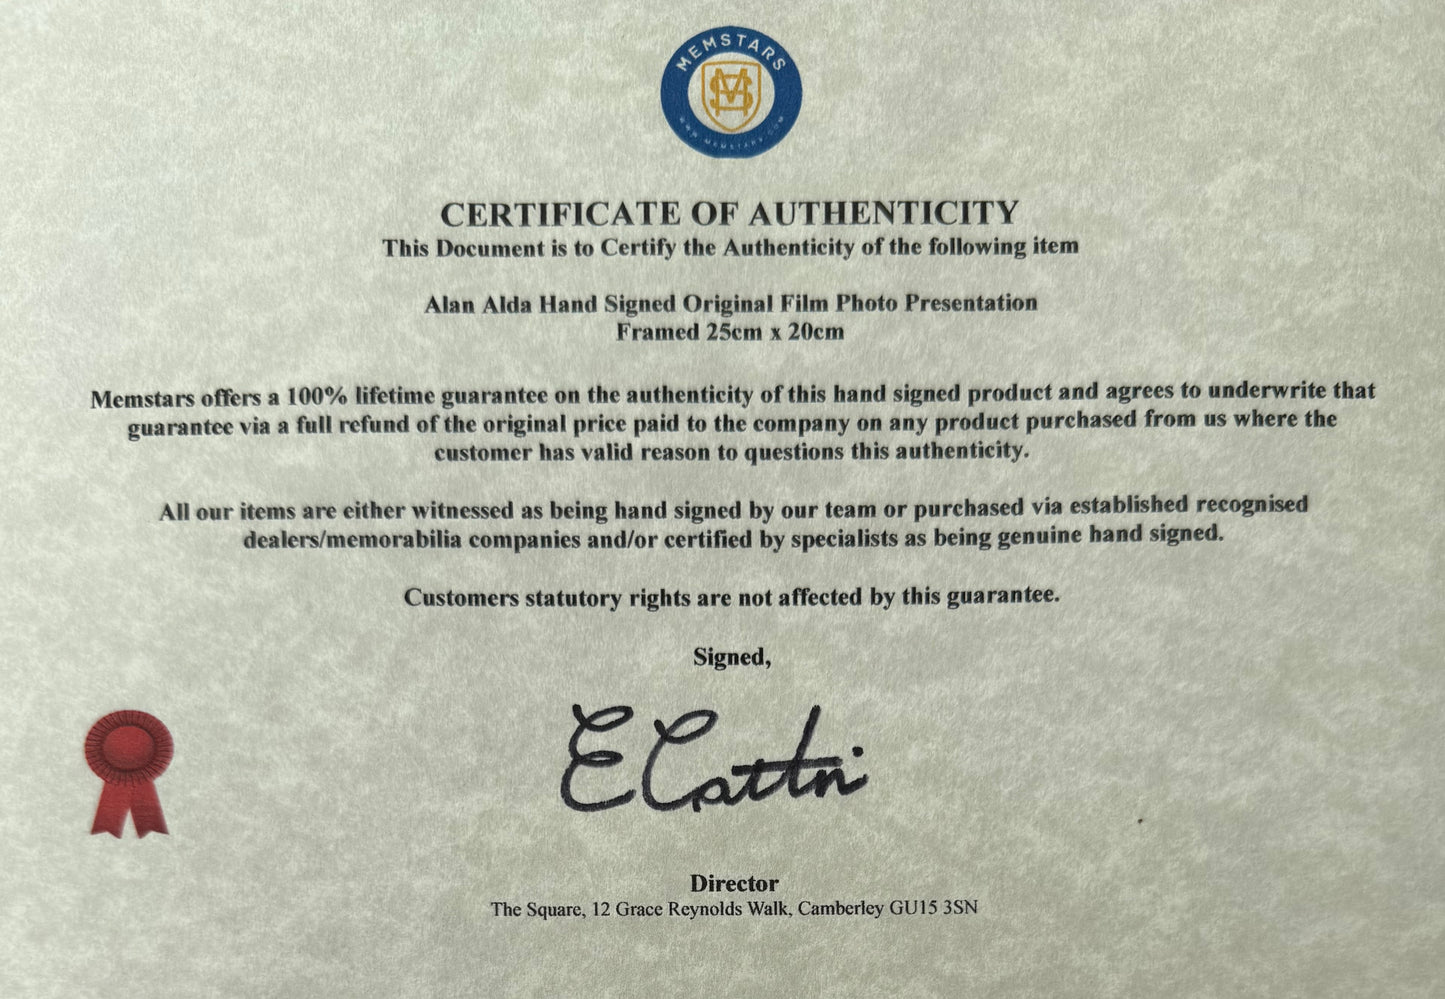 MEMSTARS
MS
WWW.MEMSTARS.COM
CERTIFICATE OF AUTHENTICITY
This Document is to Certify the Authenticity of the following item
Alan Alda Hand Signed Original Film Photo Presentation
Framed 25cm x 20cm
Memstars offers a 100% lifetime guarantee on the authenticity of this hand signed product and agrees to underwrite that
guarantee via a full refund of the original price paid to the company on any product purchased from us where the
customer has valid reason to questions this authenticity.
All our items are either witnessed as being hand signed by our team or purchased via established recognised
dealers/memorabilia companies and/or certified by specialists as being genuine hand signed.
Customers statutory rights are not affected by this guarantee.
Signed,
Director
The Square, 12 Grace Reynolds Walk, Camberley GU15 3SN